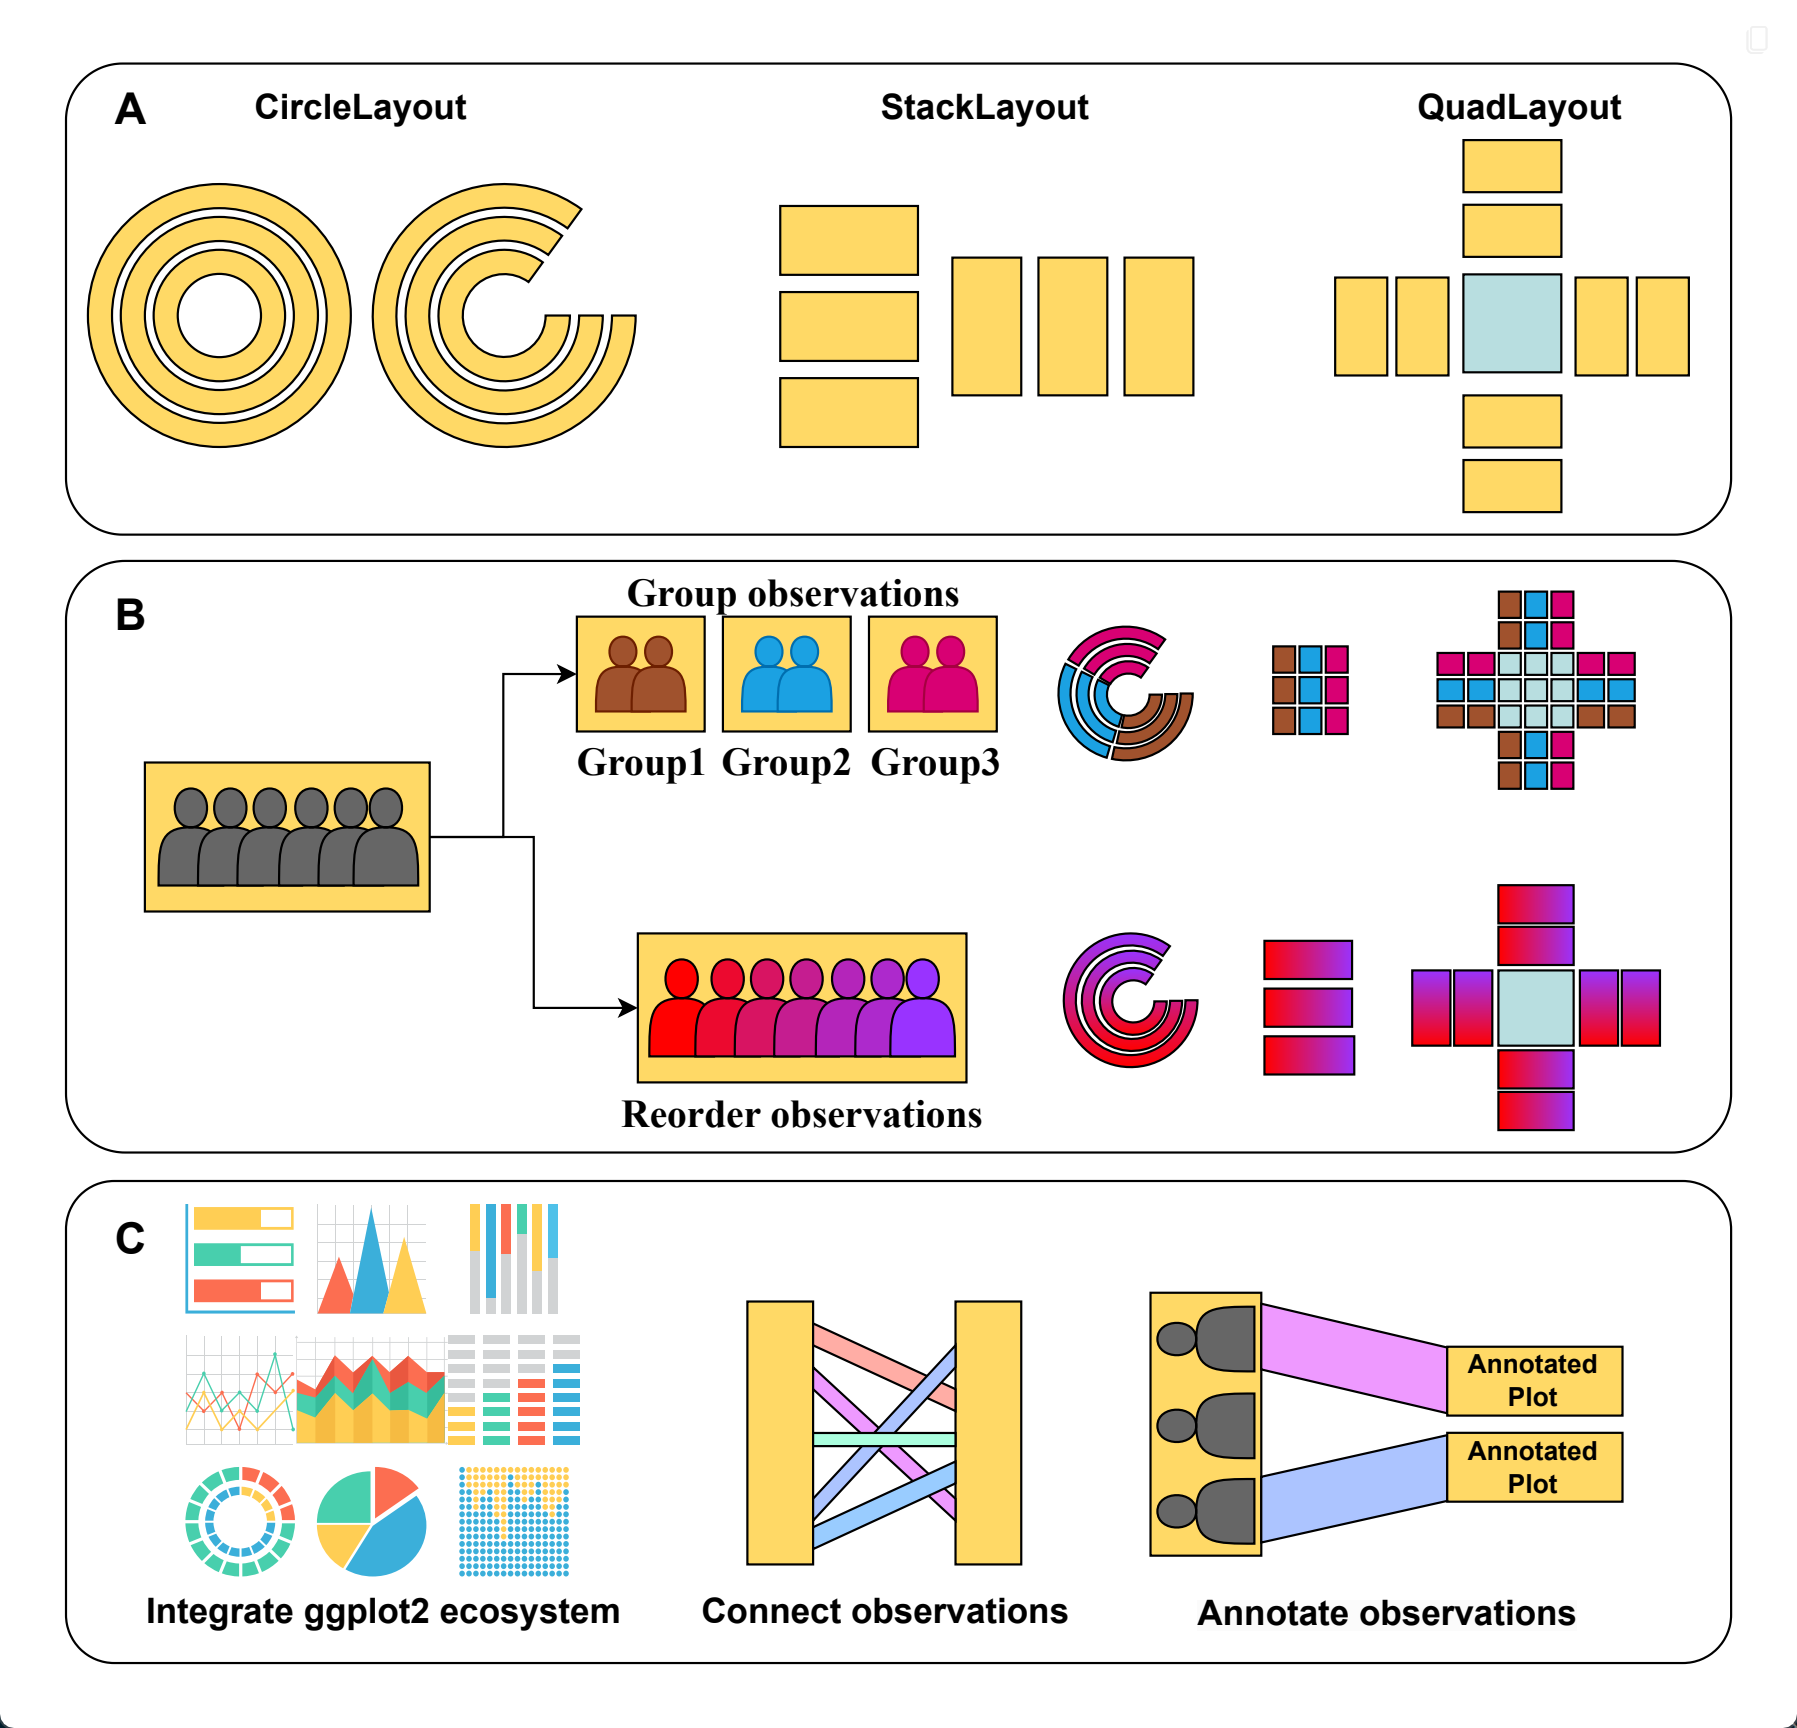 A
CircleLayout
StackLayout
QuadLayout
B
Group observations
Group1
Group2
Group3
Reorder observations
C
Integrate ggplot2 ecosystem
Connect observations
Annotated
Plot
Annotated
Plot
Annotate observations